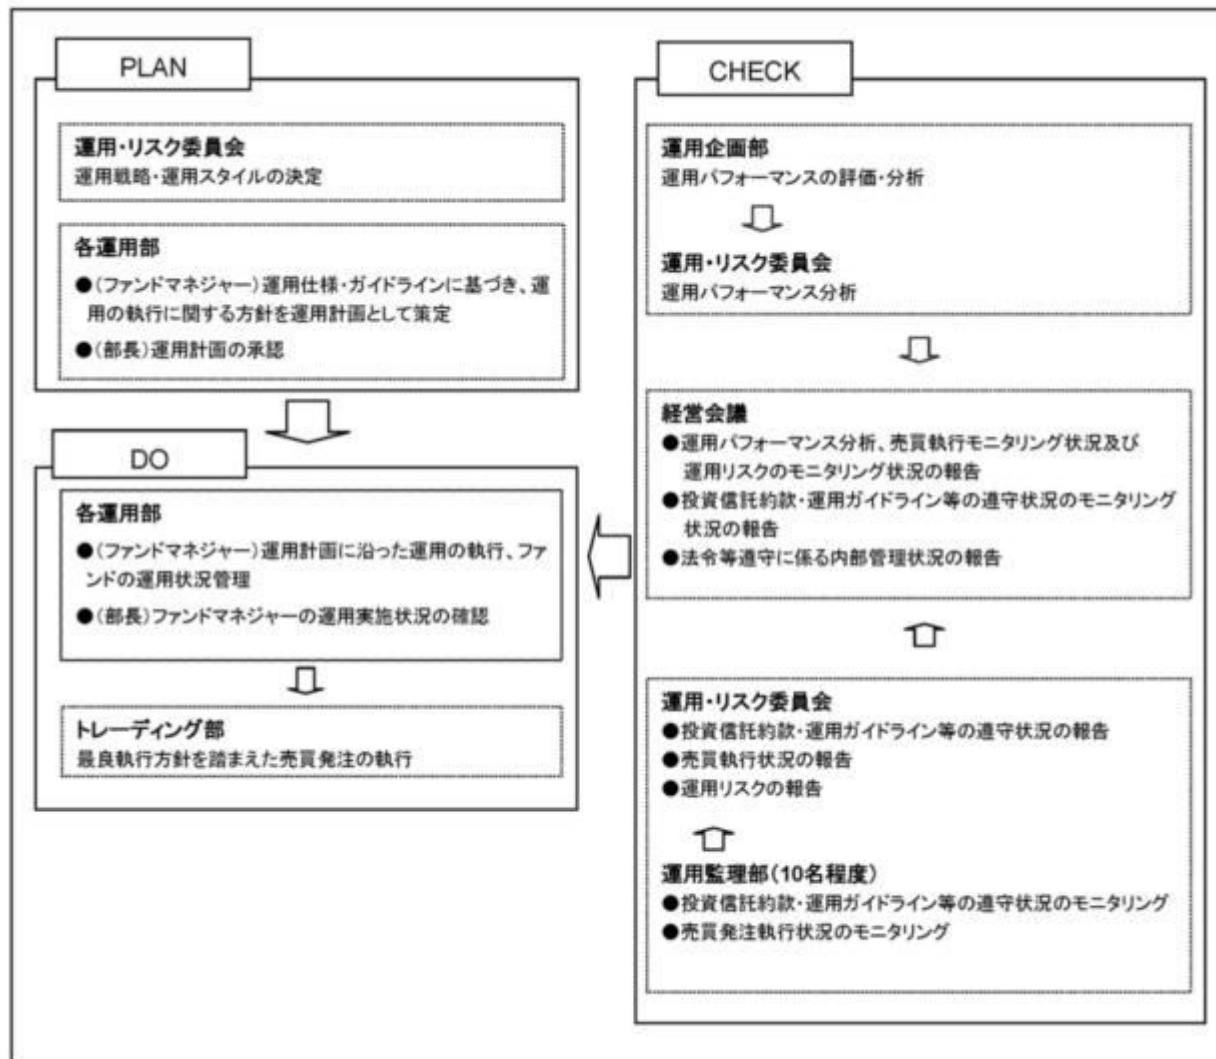 PLAN
運用・リスク委員会
運用戦略・運用スタイルの決定
各運用部
●(ファンドマネジャー)運用仕様・ガイドラインに基づき、運
用の執行に関する方針を運用計画として策定
●(部長)運用計画の承認
DO
各運用部
●(ファンドマネジャー)運用計画に沿った運用の執行、ファ
ンドの運用状況管理
●(部長)ファンドマネジャーの運用実施状況の確認
トレーディング部
最良執行方針を踏まえた売買発注の執行
CHECK
運用企画部
運用パフォーマンスの評価・分析
運用・リスク委員会
運用パフォーマンス分析
経営会議
●運用パフォーマンス分析、売買執行モニタリング状況及び
運用リスクのモニタリング状況の報告
●投資信託約款・運用ガイドライン等の遵守状況のモニタリング
状況の報告
●法令等遵守に係る内部管理状況の報告
運用・リスク委員会
●投資信託約款・運用ガイドライン等の遵守状況の報告
●売買執行状況の報告
●運用リスクの報告
運用監理部(10名程度)
●投資信託約款・運用ガイドライン等の遵守状況のモニタリング
●売買発注執行状況のモニタリング